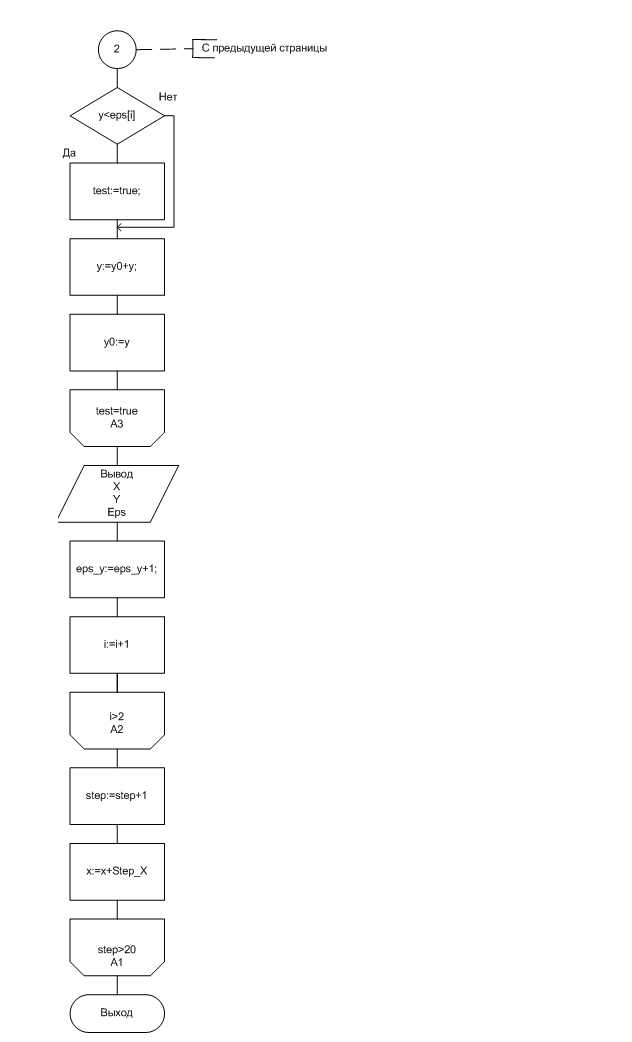 2
С предыдущей страницы
Нет
y<eps[i]
Да
test:=true;
y:=y0+y;
y0:=y
test=true
A3
Вывод
X
Y
Eps
eps_y:=eps_y+1;
i:=i+1
i>2
A2
step:=step+1
x:=x+Step_X
step>20
A1
Выход